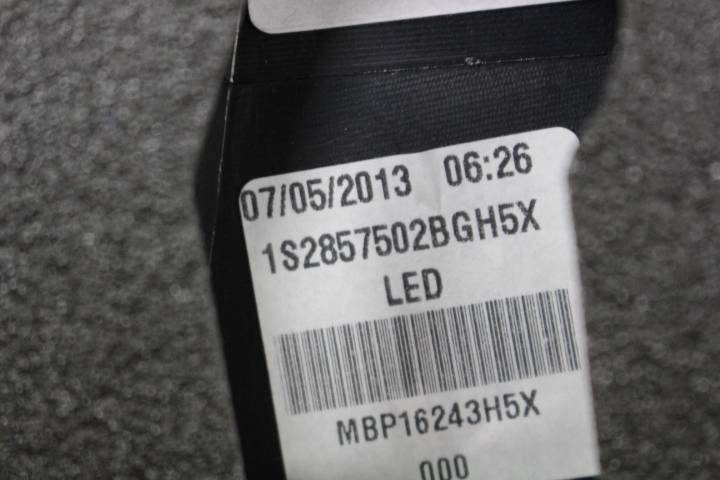 07/05/2013 06:26
1S2857502BGH5X
LED
MBP16243H5X
000